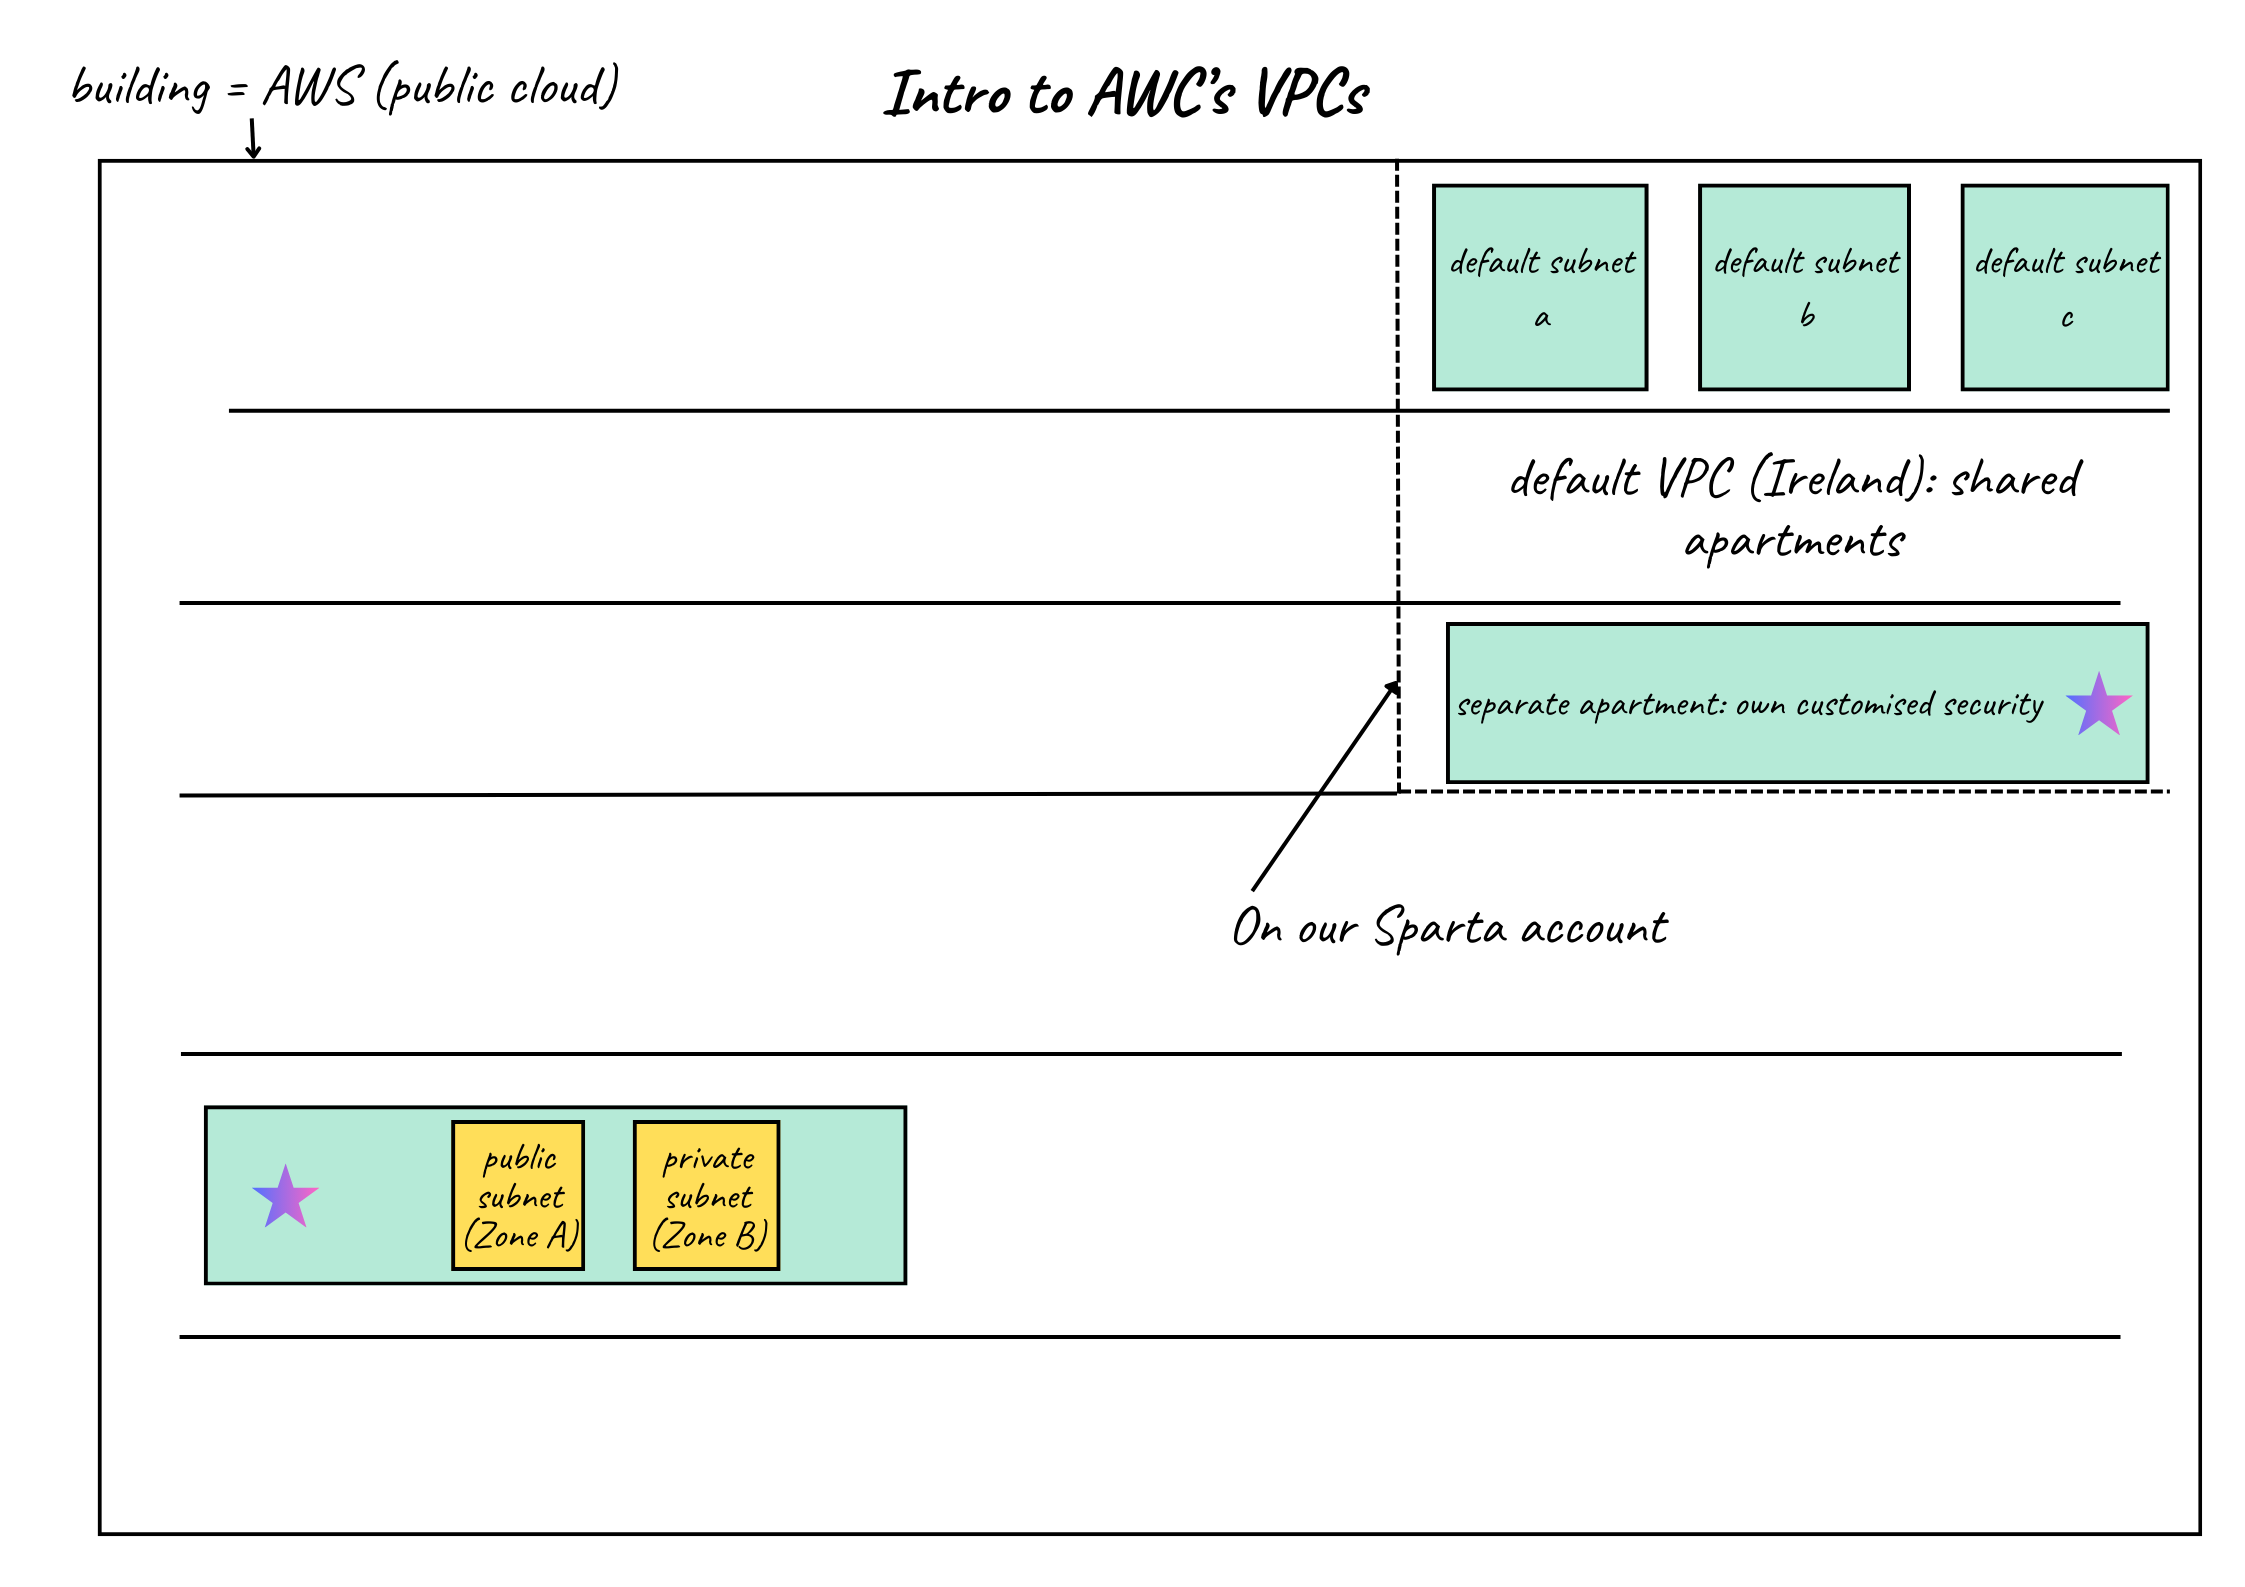 building = AWS (public cloud)
Intro to AWC's VPCs
default subnet
a
default subnet
b
default subnet
c
default VPC (Ireland): shared
apartments
separate apartment: own customised security
On our Sparta account
public
subnet
(Zone A)
private
subnet
(Zone B)